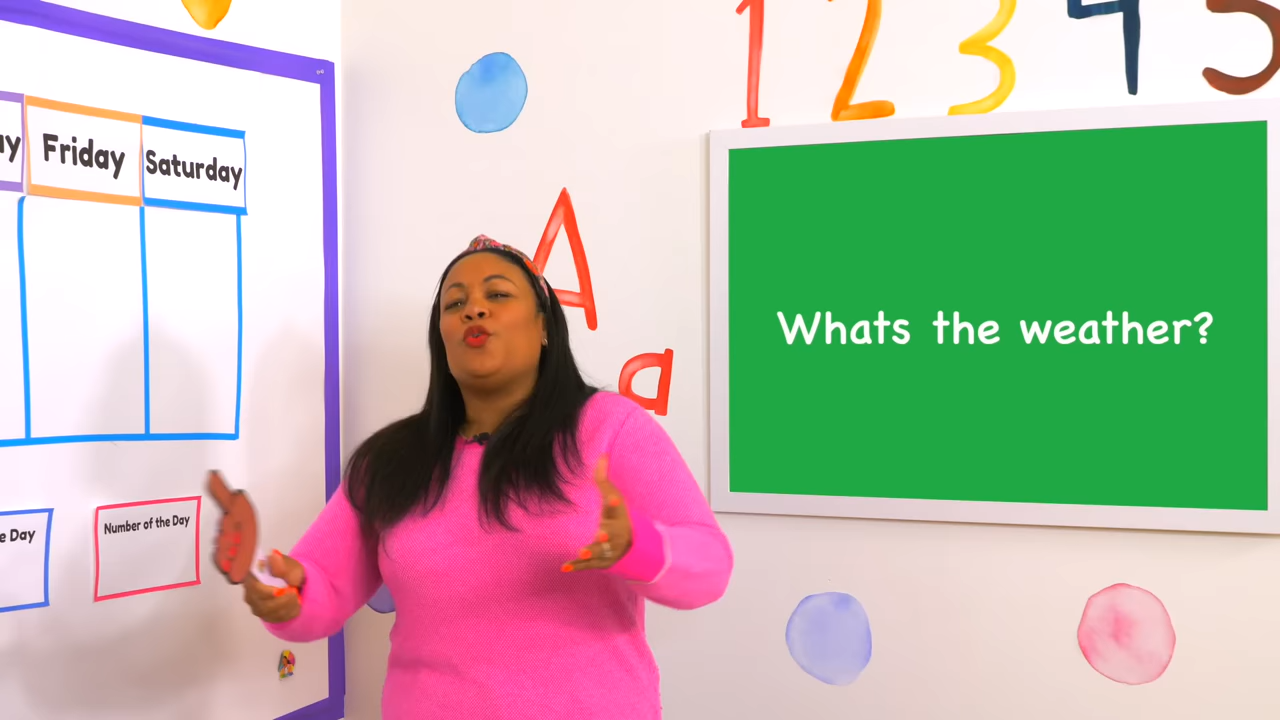 1 2 3 4 5
Friday
Saturday
A
a
Whats the weather?
Number of the Day